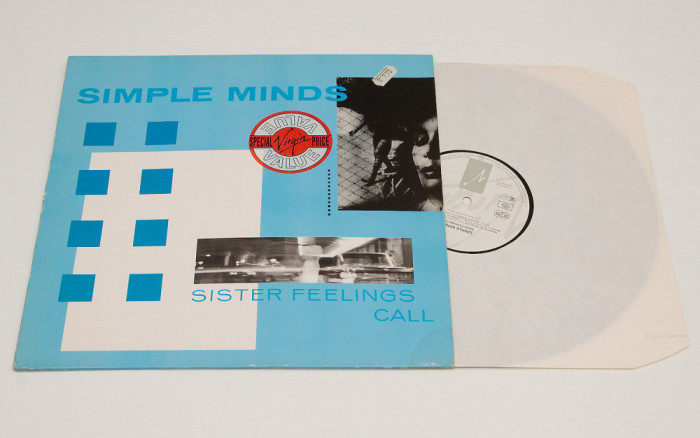 SIMPLE MINDS
VALUE
SPECIAL Virgin PRICE
VALUE
SISTER FEELINGS
CALL